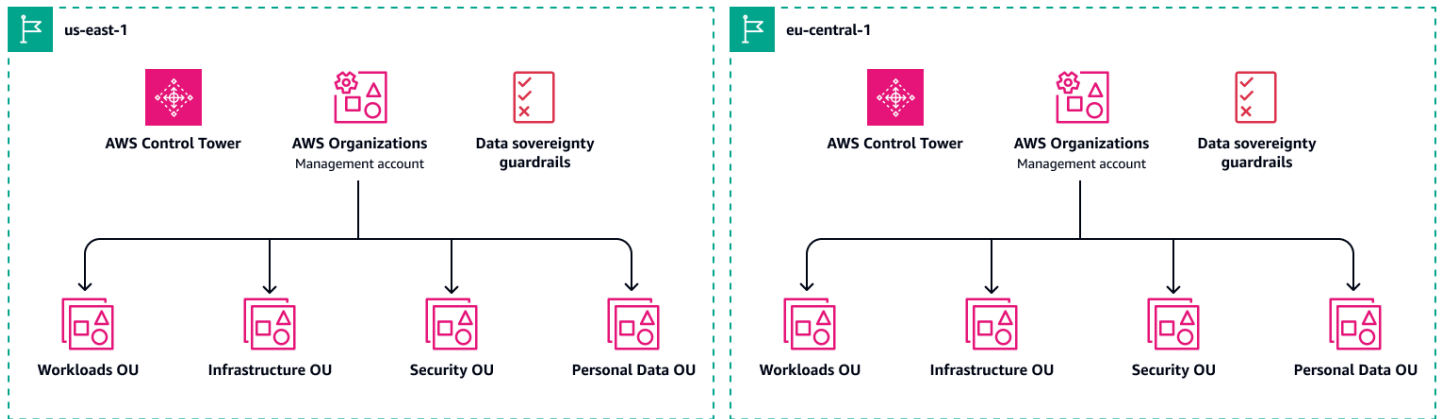 us-east-1
AWS Control Tower
AWS Organizations
Management account
Data sovereignty
guardrails
Workloads OU
Infrastructure OU
Security OU
Personal Data OU
eu-central-1
AWS Control Tower
AWS Organizations
Management account
Data sovereignty
guardrails
Workloads OU
Infrastructure OU
Security OU
Personal Data OU